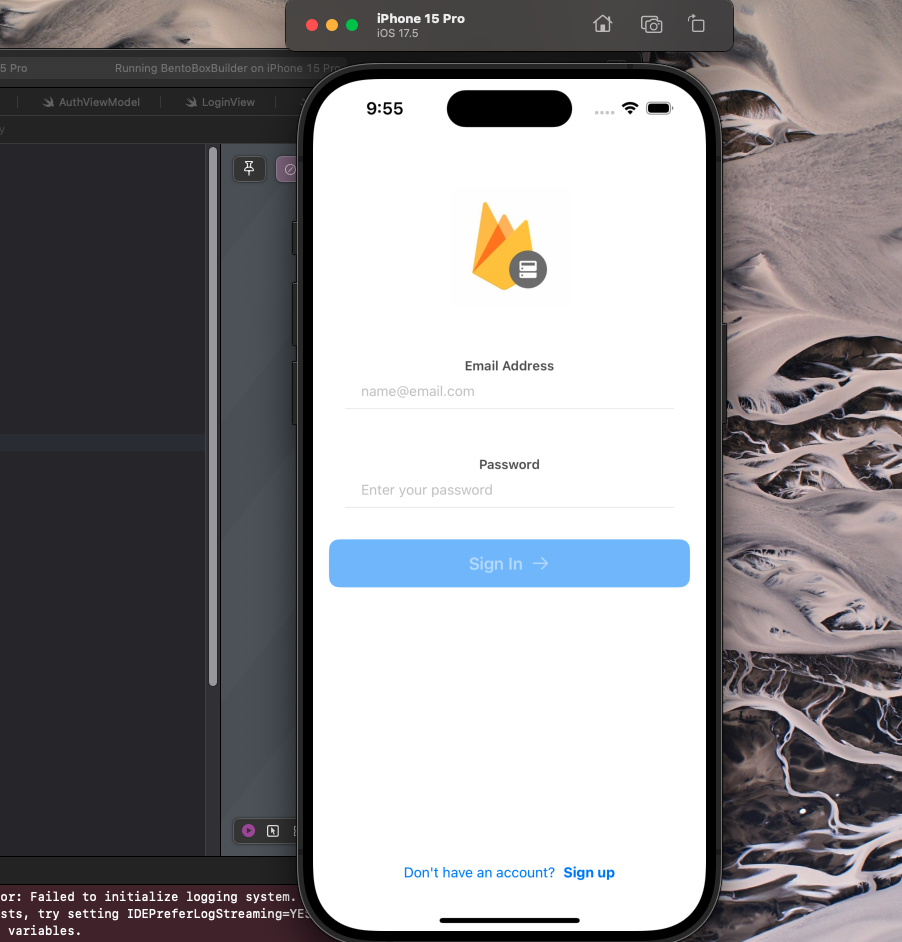 iPhone 15 Pro
iOS 17.5
5 Pro
Running BentoBoxBuilder on iPhone 15 Pro
AuthViewModel
LoginView
y
9:55
Email Address
name@email.com
Password
Enter your password
Sign In →
Don't have an account? Sign up
or: Failed to initialize logging system.
sts, try setting IDEPreferLogStreaming=YES
variables.